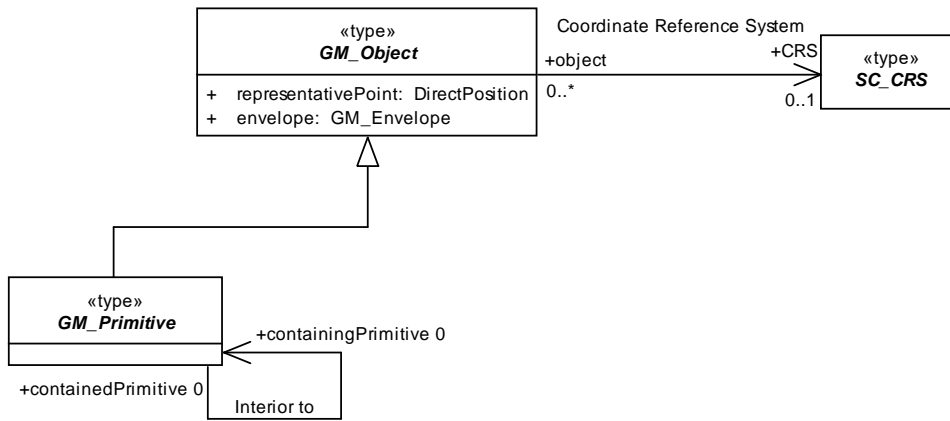 «type»
GM_Object
+ representativePoint: DirectPosition
+ envelope: GM_Envelope
Coordinate Reference System
+object
0..*
+CRS
0..1
«type»
SC_CRS
«type»
GM_Primitive
+containingPrimitive 0
+containedPrimitive 0
Interior to